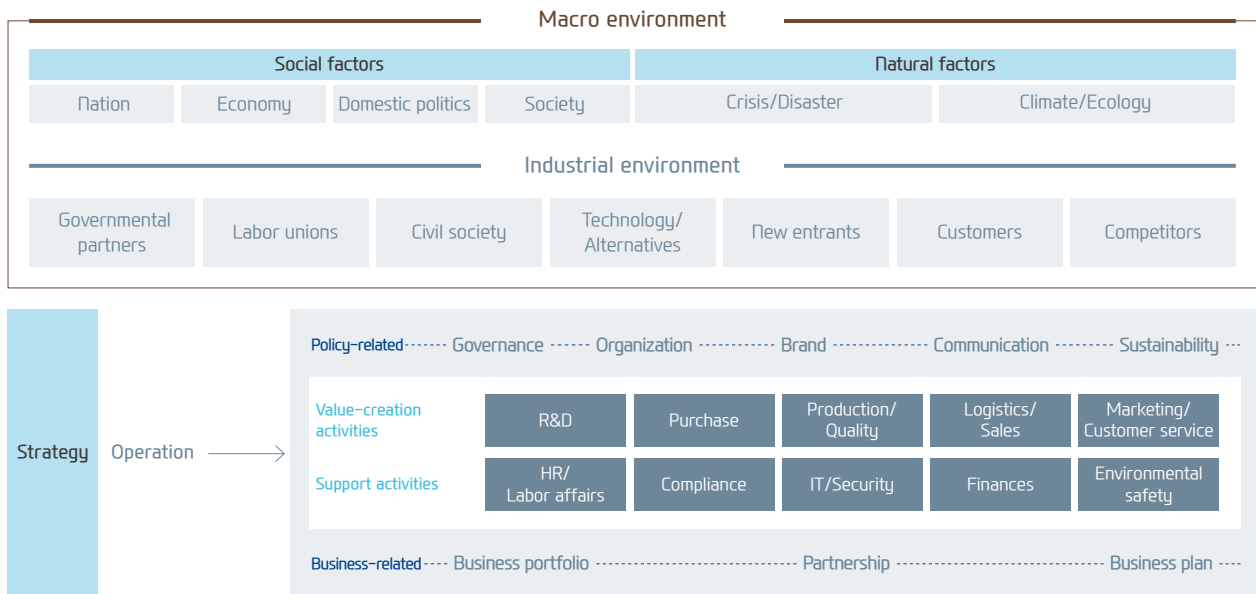 Macro environment
Social factors
Natural factors
Nation
Economy
Domestic politics
Society
Crisis/Disaster
Climate/Ecology
Industrial environment
Governmental
partners
Labor unions
Civil society
Technology/
Alternatives
New entrants
Customers
Competitors
Strategy
Operation
Policy-related
Governance
Organization
Brand
Communication
Sustainability
Value-creation
activities
R&D
Purchase
Production/
Quality
Logistics/
Sales
Marketing/
Customer service
Support activities
HR/
Labor affairs
Compliance
IT/Security
Finances
Environmental
safety
Business-related
Business portfolio
Partnership
Business plan